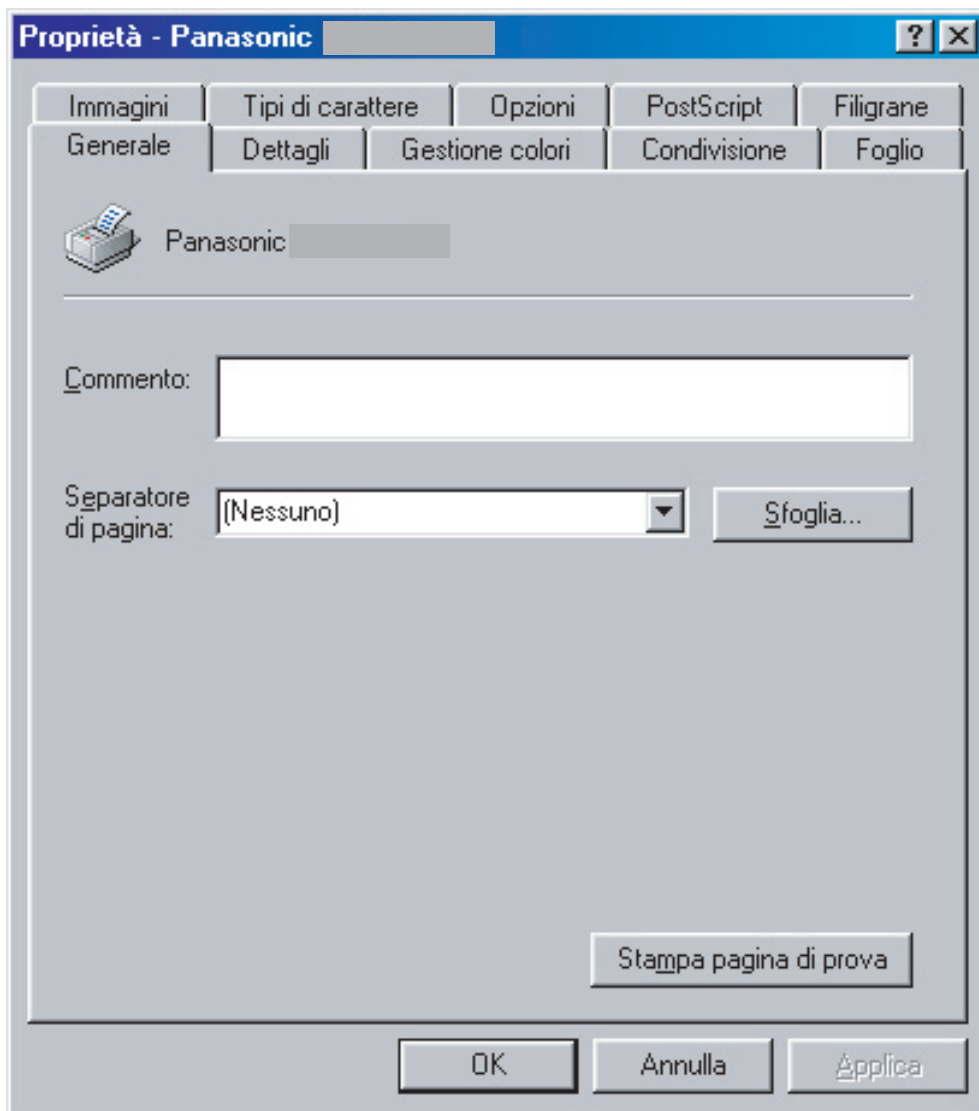 Proprietà - Panasonic
Immagini Tipi di carattere Opzioni PostScript Filigrane
Generale Dettagli Gestione colori Condivisione Foglio
Panasonic
Commento:
Separatore di pagina: (Nessuno) Sfoglia...
Stampa pagina di prova
OK Annulla Applica